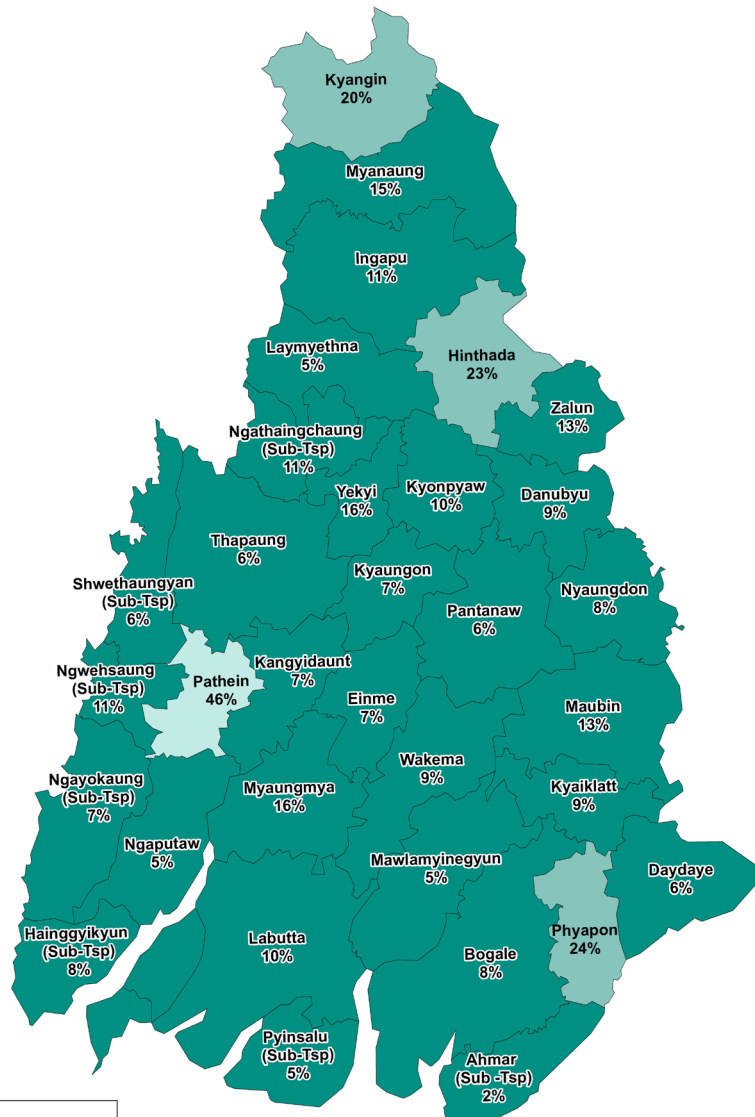 Kyangin
20%
Myanaung
15%
Ingapu
11%
Laymyethna
5%
Hinthada
23%
Zalun
13%
Ngathaingchaung
(Sub-Tsp)
11%
Yekyi
16%
Kyonpyaw
10%
Danubyu
9%
Thapaung
6%
Kyaungon
7%
Shwethaungyan
(Sub-Tsp)
6%
Pantanaw
6%
Nyaungdon
8%
Ngwehsaung
(Sub-Tsp)
11%
Pathein
46%
Kangyidaunt
7%
Einme
7%
Maubin
13%
Ngayokaung
(Sub-Tsp)
7%
Myaungmya
16%
Wakema
9%
Kyaiklatt
9%
Ngaputaw
5%
Mawlamyinegyun
5%
Daydaye
6%
Hainggyikyun
(Sub-Tsp)
8%
Labutta
10%
Bogale
8%
Phyapon
24%
Pyinsalu
(Sub-Tsp)
5%
Ahmar
(Sub -Tsp)
2%